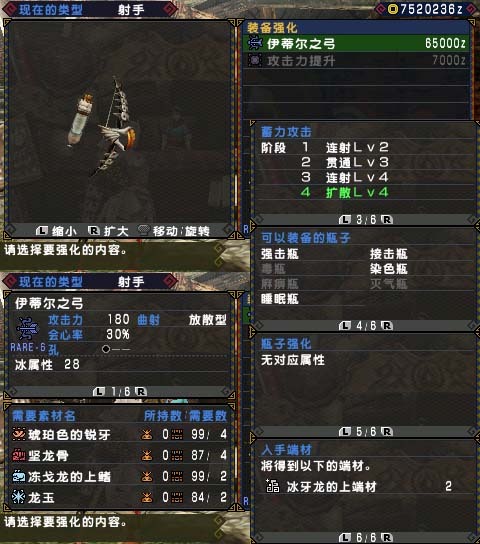 现在的类型 射手
缩小 R 扩大 移动/旋转
请选择要强化的内容。
7520236z
装备强化
伊蒂尔之弓 65000z
攻击力提升 7000z
蓄力攻击
阶段 1 连射Lv2
2 贯通Lv3
3 连射Lv4
4 扩散Lv4
L 3/6 R
可以装备的瓶子
强击瓶 接击瓶
毒瓶 染色瓶
麻痹瓶 灭气瓶
睡眠瓶
L 4/6 R
瓶子强化
无对应属性
L 5/6 R
入手端材
将得到以下的端材。
冰牙龙的上端材 2
L 6/6 R
现在的类型 射手
伊蒂尔之弓
攻击力 180 曲射 放散型
会心率 30%
RARE-6 孔 ●——
冰属性 28
L 1/6 R
需要素材名 所持数/需要数
琥珀色的锐牙 0 99/ 4
坚龙骨 0 87/ 4
冻戈龙的上鳍 0 99/ 2
龙玉 0 84/ 2
请选择要强化的内容。